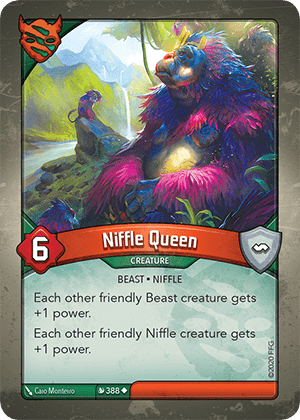 Niffle Queen
6
CREATURE
BEAST • NIFFLE
Each other friendly Beast creature gets
+1 power.
Each other friendly Niffle creature gets
+1 power.
©2020 FFG
Caio Monteiro
388